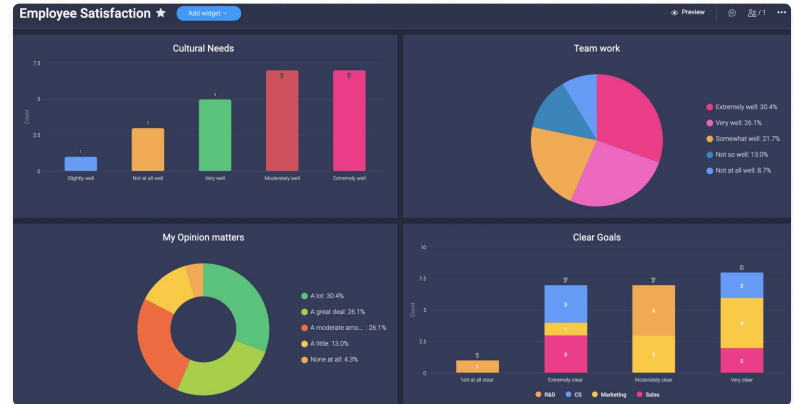 Employee Satisfaction
Add widget
Preview
/ 1
Cultural Needs
7.5
5
2.5
0
Count
1
3
5
7
7
Slightly well
Not at all well
Very well
Moderately well
Extremely well
Team work
Extremely well: 30.4%
Very well: 26.1%
Somewhat well: 21.7%
Not so well: 13.0%
Not at all well: 8.7%
My Opinion matters
A lot: 30.4%
A great deal: 26.1%
A moderate amo... : 26.1%
A little: 13.0%
None at all: 4.3%
Clear Goals
10
7.5
5
2.5
0
Count
1
7
3
1
3
7
4
3
8
2
4
2
Not at all clear
Extremely clear
Moderately clear
Very clear
R&D
CS
Marketing
Sales